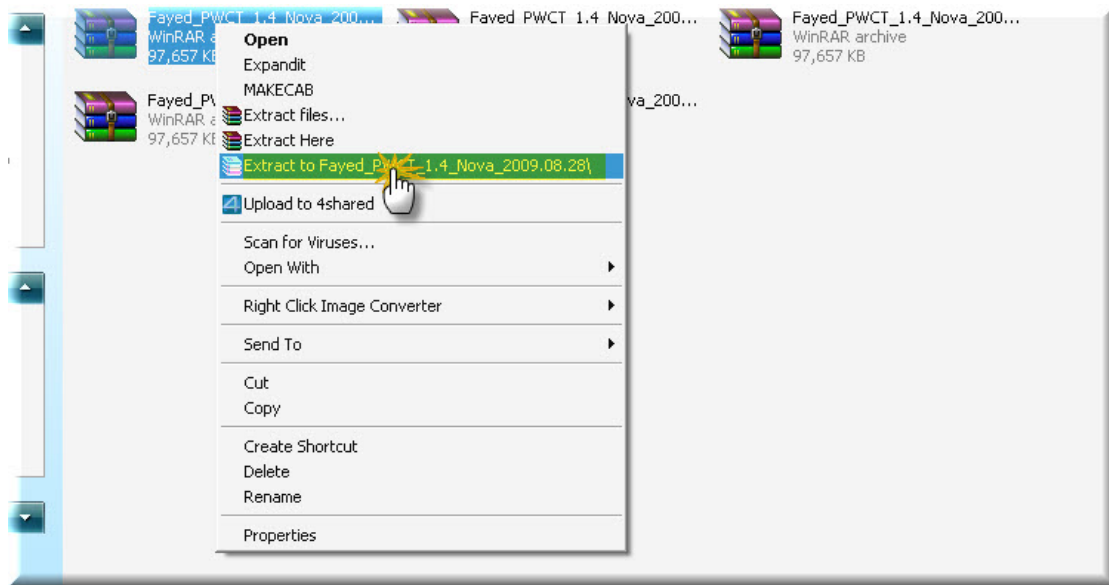 Fayed_PWCT_1.4_Nova_200...
WinRAR a
97,657 KB
Fayed_PWCT_1.4_Nova_200...
Fayed_PWCT_1.4_Nova_200...
WinRAR archive
97,657 KB
Fayed_PW
WinRAR a
97,657 KB
va_200...
Open
Expandit
MAKECAB
Extract files...
Extract Here
Extract to Fayed_PWCT_1.4_Nova_2009.08.28\
Upload to 4shared
Scan for Viruses...
Open With
Right Click Image Converter
Send To
Cut
Copy
Create Shortcut
Delete
Rename
Properties